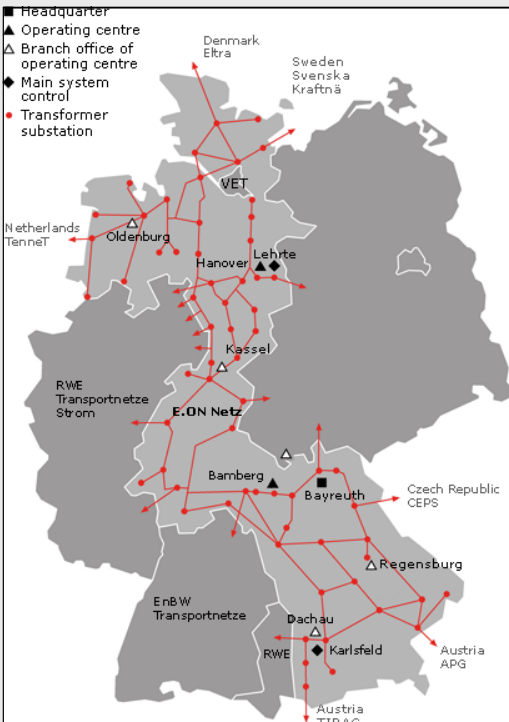 Headquarter
Operating centre
Branch office of
operating centre
Main system
control
Transformer
substation
Denmark
Eltra
Sweden
Svenska
Kraftnä
VET
Netherlands
TenneT
Oldenburg
Hanover
Lehrte
Kassel
RWE
Transportnetze
Strom
E.ON Netz
Bamberg
Bayreuth
Czech Republic
CEPS
Regensburg
EnBW
Transportnetze
Dachau
RWE
Karlsfeld
Austria
APG
Austria
TIRAG